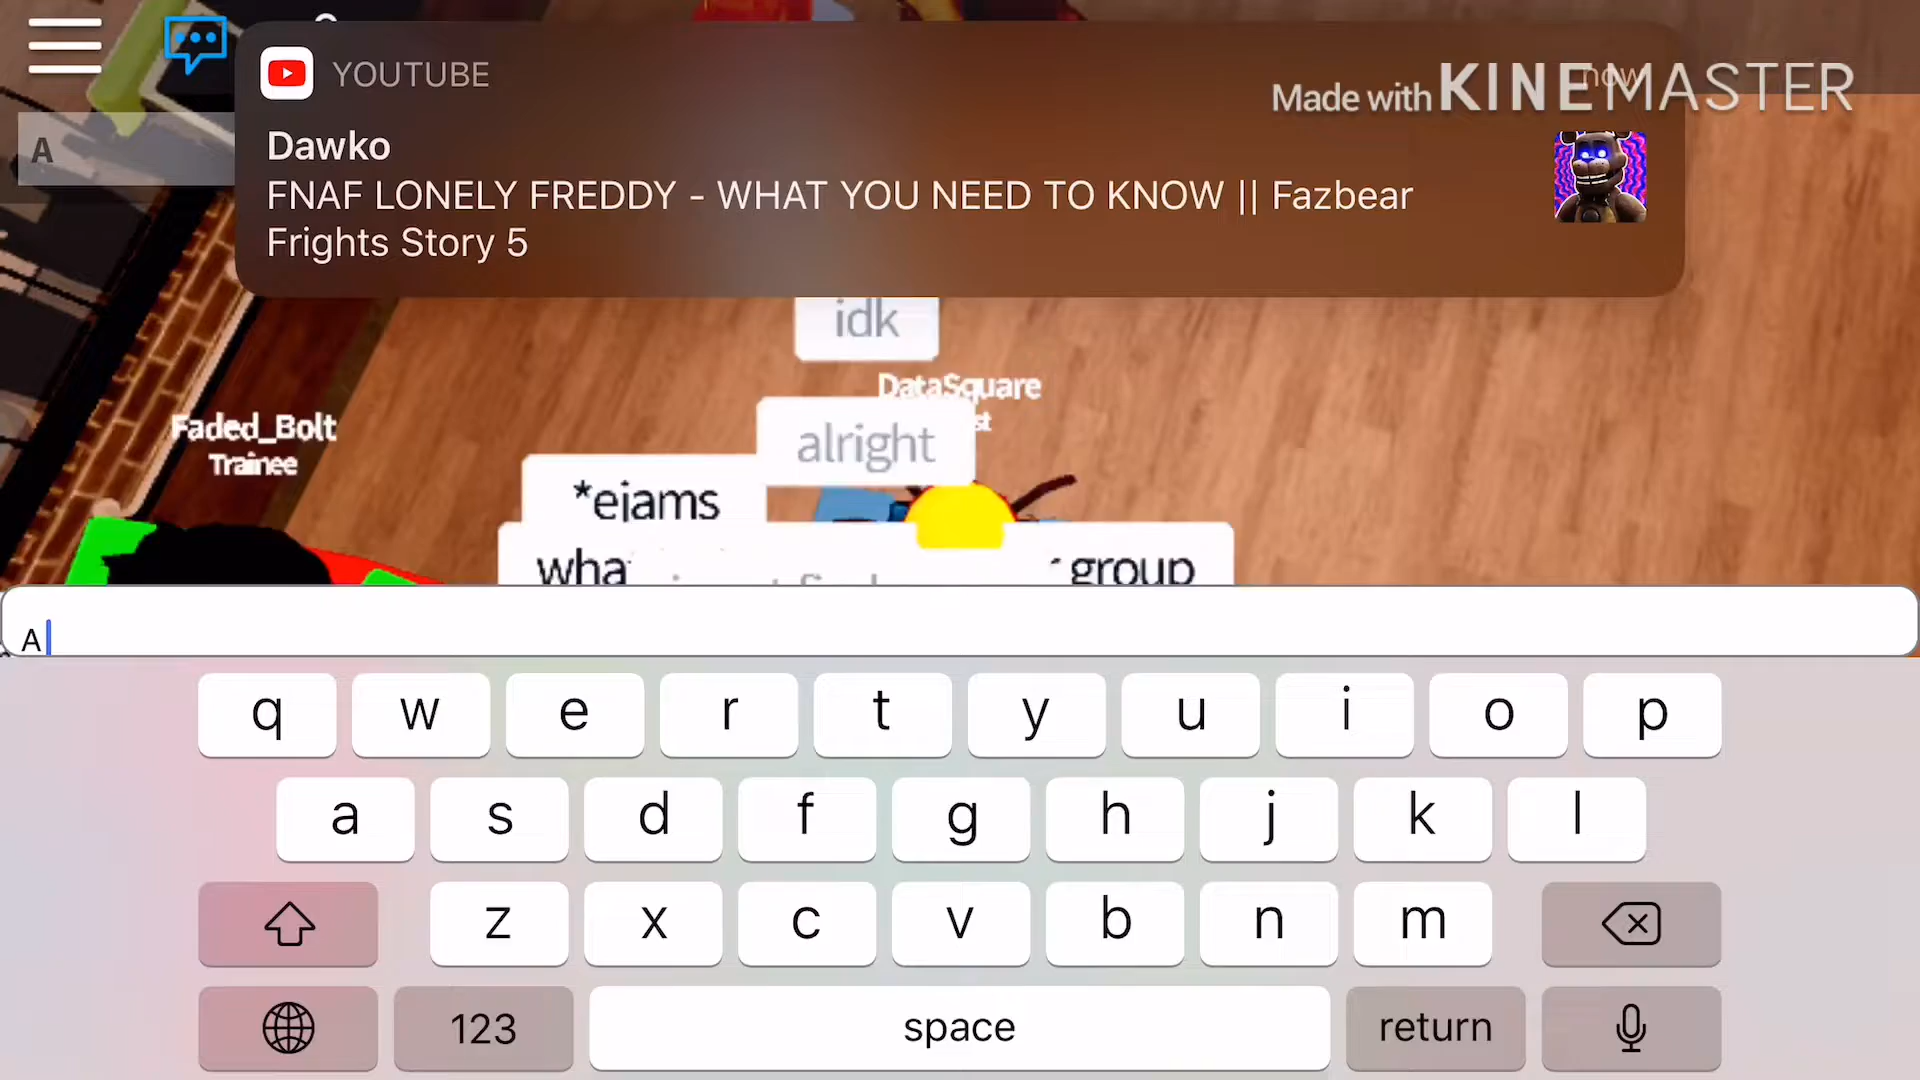 YOUTUBE
now
Made with KINEMASTER
Dawko
FNAF LONELY FREDDY - WHAT YOU NEED TO KNOW || Fazbear
Frights Story 5
A
idk
DataSquare
alright
Faded_Bolt
Trainee
*ejams
group
A
q w e r t y u i o p
a s d f g h j k l
z x c v b n m
123 space return